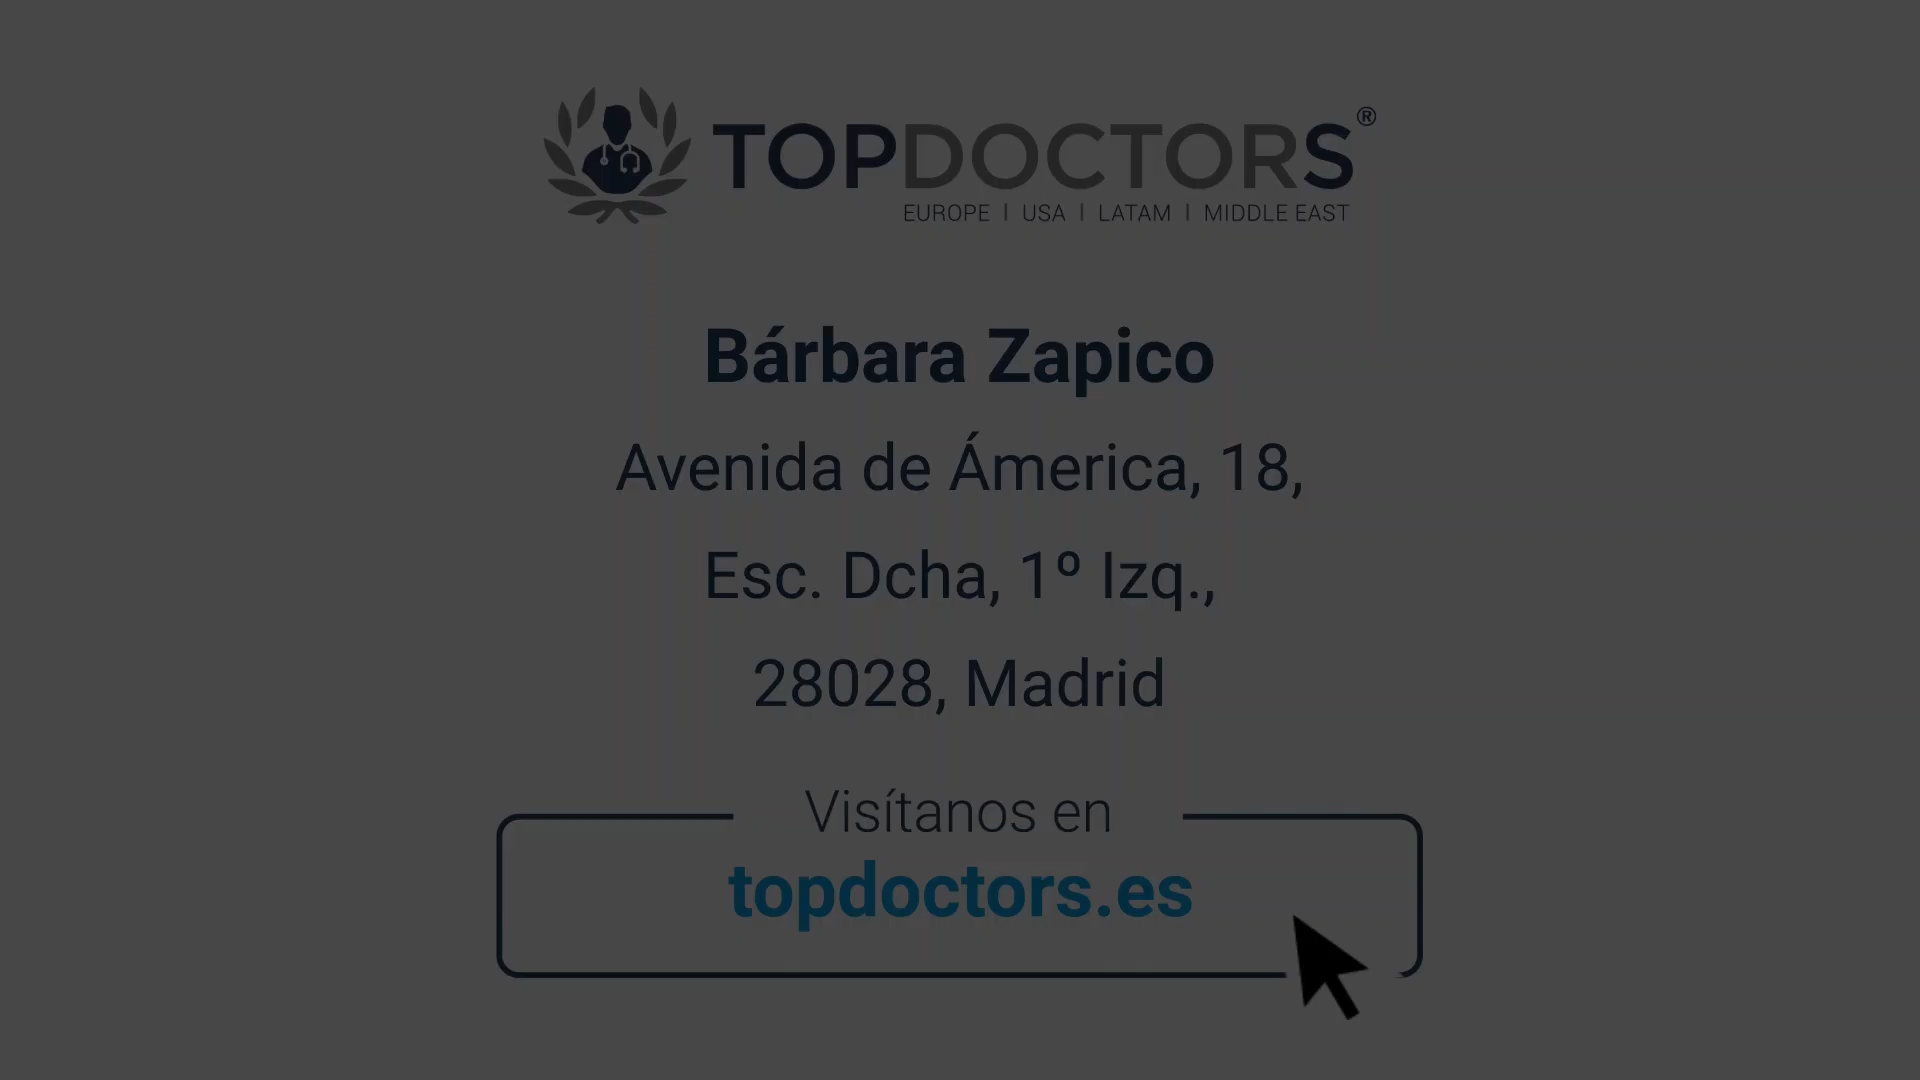 TOPDOCTORS®
EUROPE | USA | LATAM | MIDDLE EAST
Bárbara Zapico
Avenida de Ámerica, 18,
Esc. Dcha, 1º Izq.,
28028, Madrid
Visítanos en
topdoctors.es